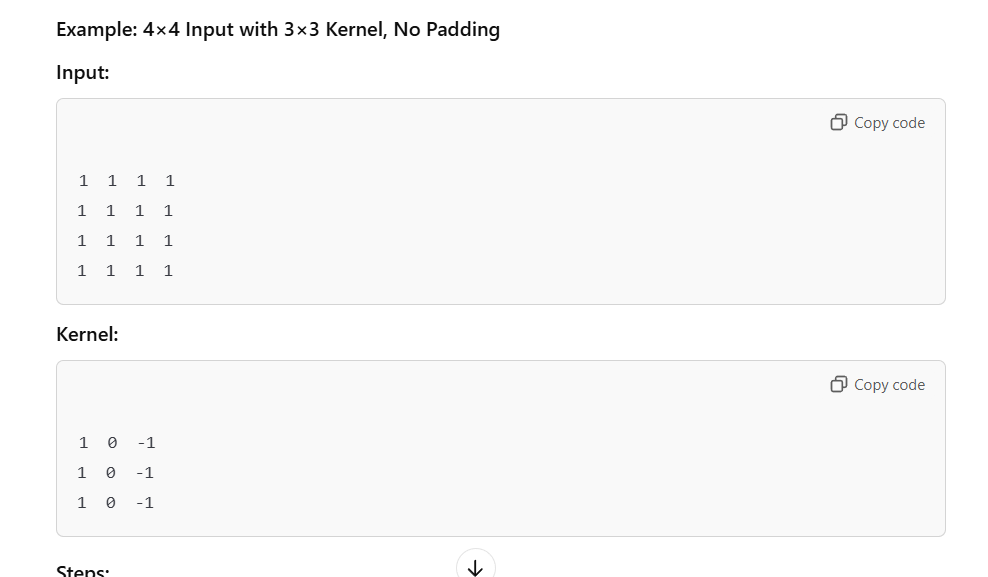 Example: 4×4 Input with 3×3 Kernel, No Padding
Input:
Copy code
1 1 1 1
1 1 1 1
1 1 1 1
1 1 1 1
Kernel:
Copy code
1 0 -1
1 0 -1
1 0 -1
Steps: